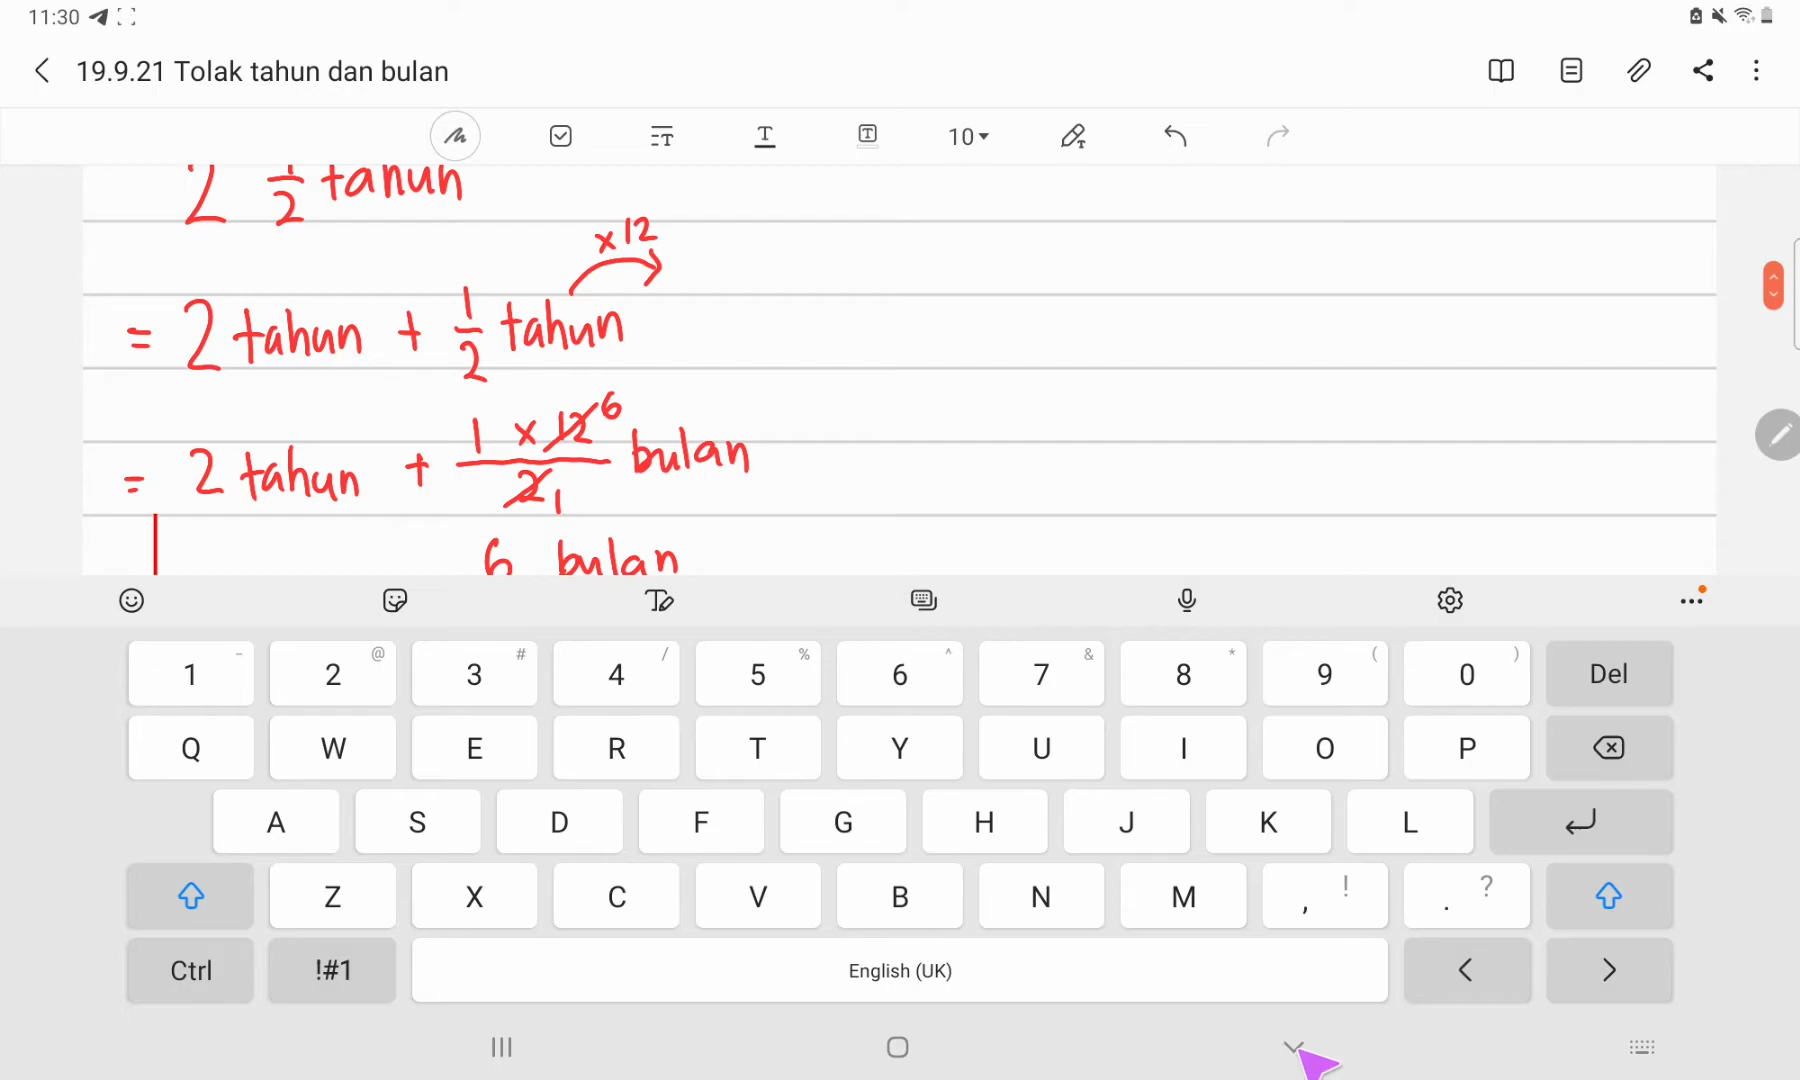 11:30
19.9.21 Tolak tahun dan bulan
10
2 1/2 tahun
×12
= 2 tahun + 1/2 tahun
= 2 tahun + 1 × 12 6 / 2 1 bulan
6 bulan
1 - 2 @ 3 # 4 / 5 % 6 ^ 7 & 8 * 9 ( 0 ) Del
Q W E R T Y U I O P
A S D F G H J K L
Z X C V B N M , ! . ?
Ctrl !#1 English (UK) < >